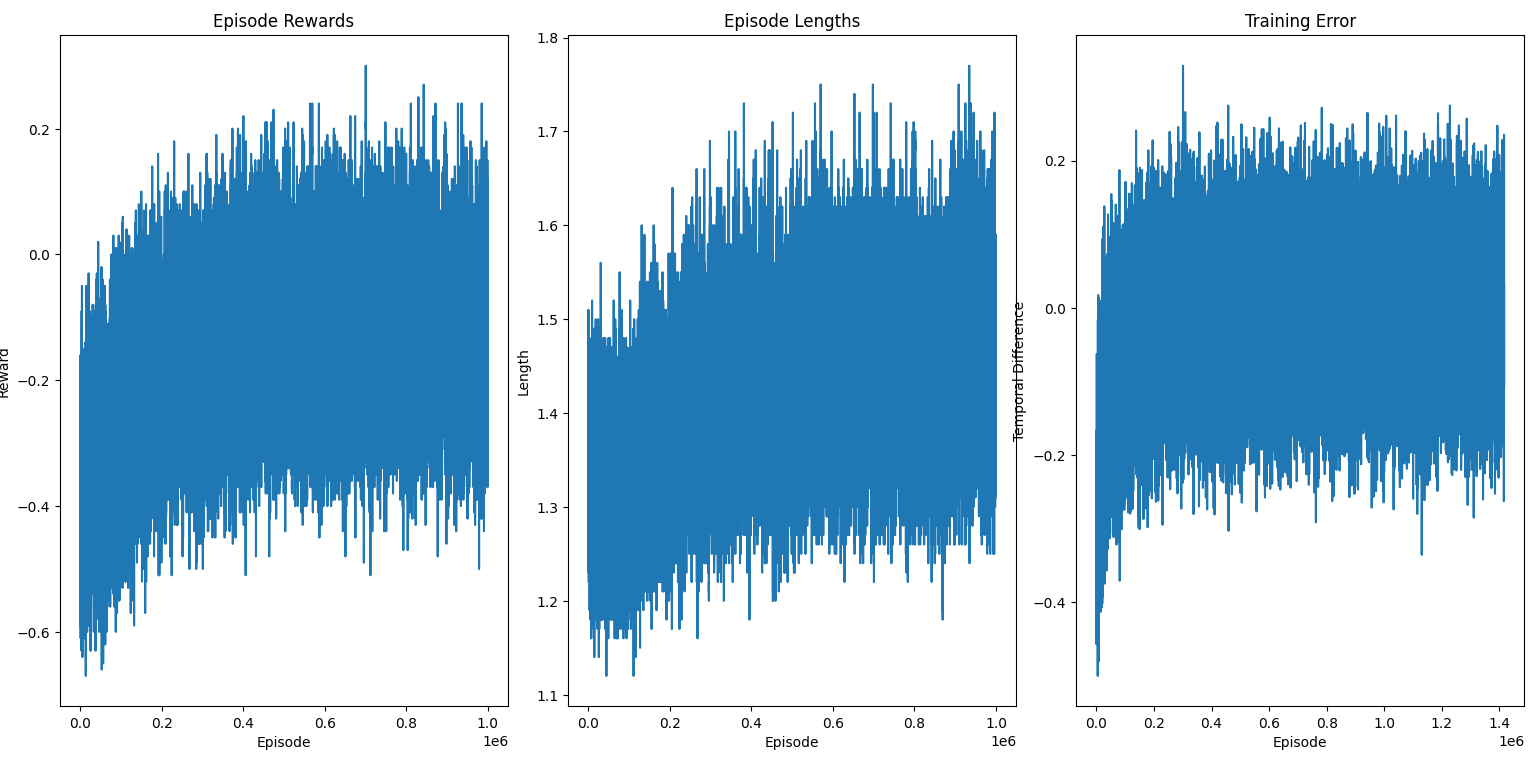 Episode Rewards
Reward
0.2
0.0
−0.2
−0.4
−0.6
0.0 0.2 0.4 0.6 0.8 1.0
1e6
Episode
Episode Lengths
Length
1.8
1.7
1.6
1.5
1.4
1.3
1.2
1.1
0.0 0.2 0.4 0.6 0.8 1.0
1e6
Episode
Training Error
Temporal Difference
0.2
0.0
−0.2
−0.4
0.0 0.2 0.4 0.6 0.8 1.0 1.2 1.4
1e6
Episode